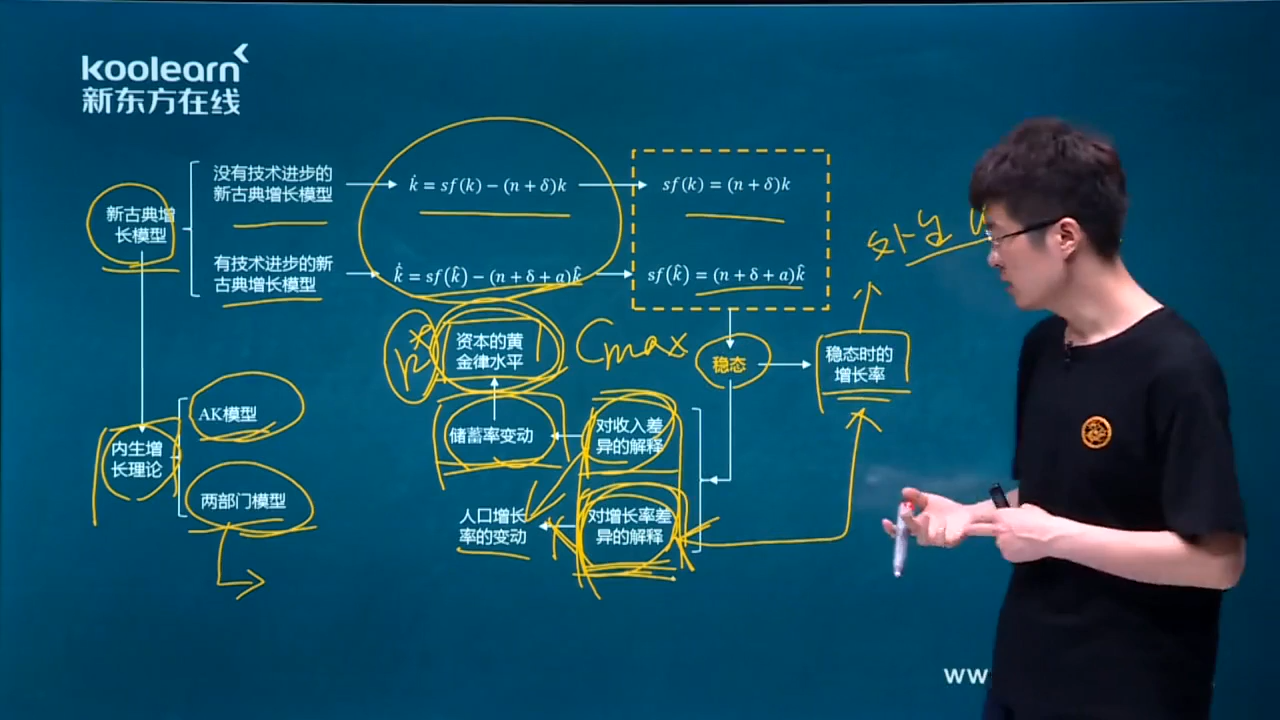 koolearn
新东方在线
新古典增
长模型
没有技术进步的
新古典增长模型
k̇ = sf(k) − (n + δ)k
sf(k) = (n + δ)k
有技术进步的新
古典增长模型
k̂̇ = sf(k̂) − (n + δ + a)k̂
sf(k̂) = (n + δ + a)k̂
外生
k*
资本的黄
金律水平
Cmax
稳态
稳态时的
增长率
内生增
长理论
AK模型
两部门模型
储蓄率变动
对收入差
异的解释
人口增长
率的变动
对增长率差
异的解释
ww